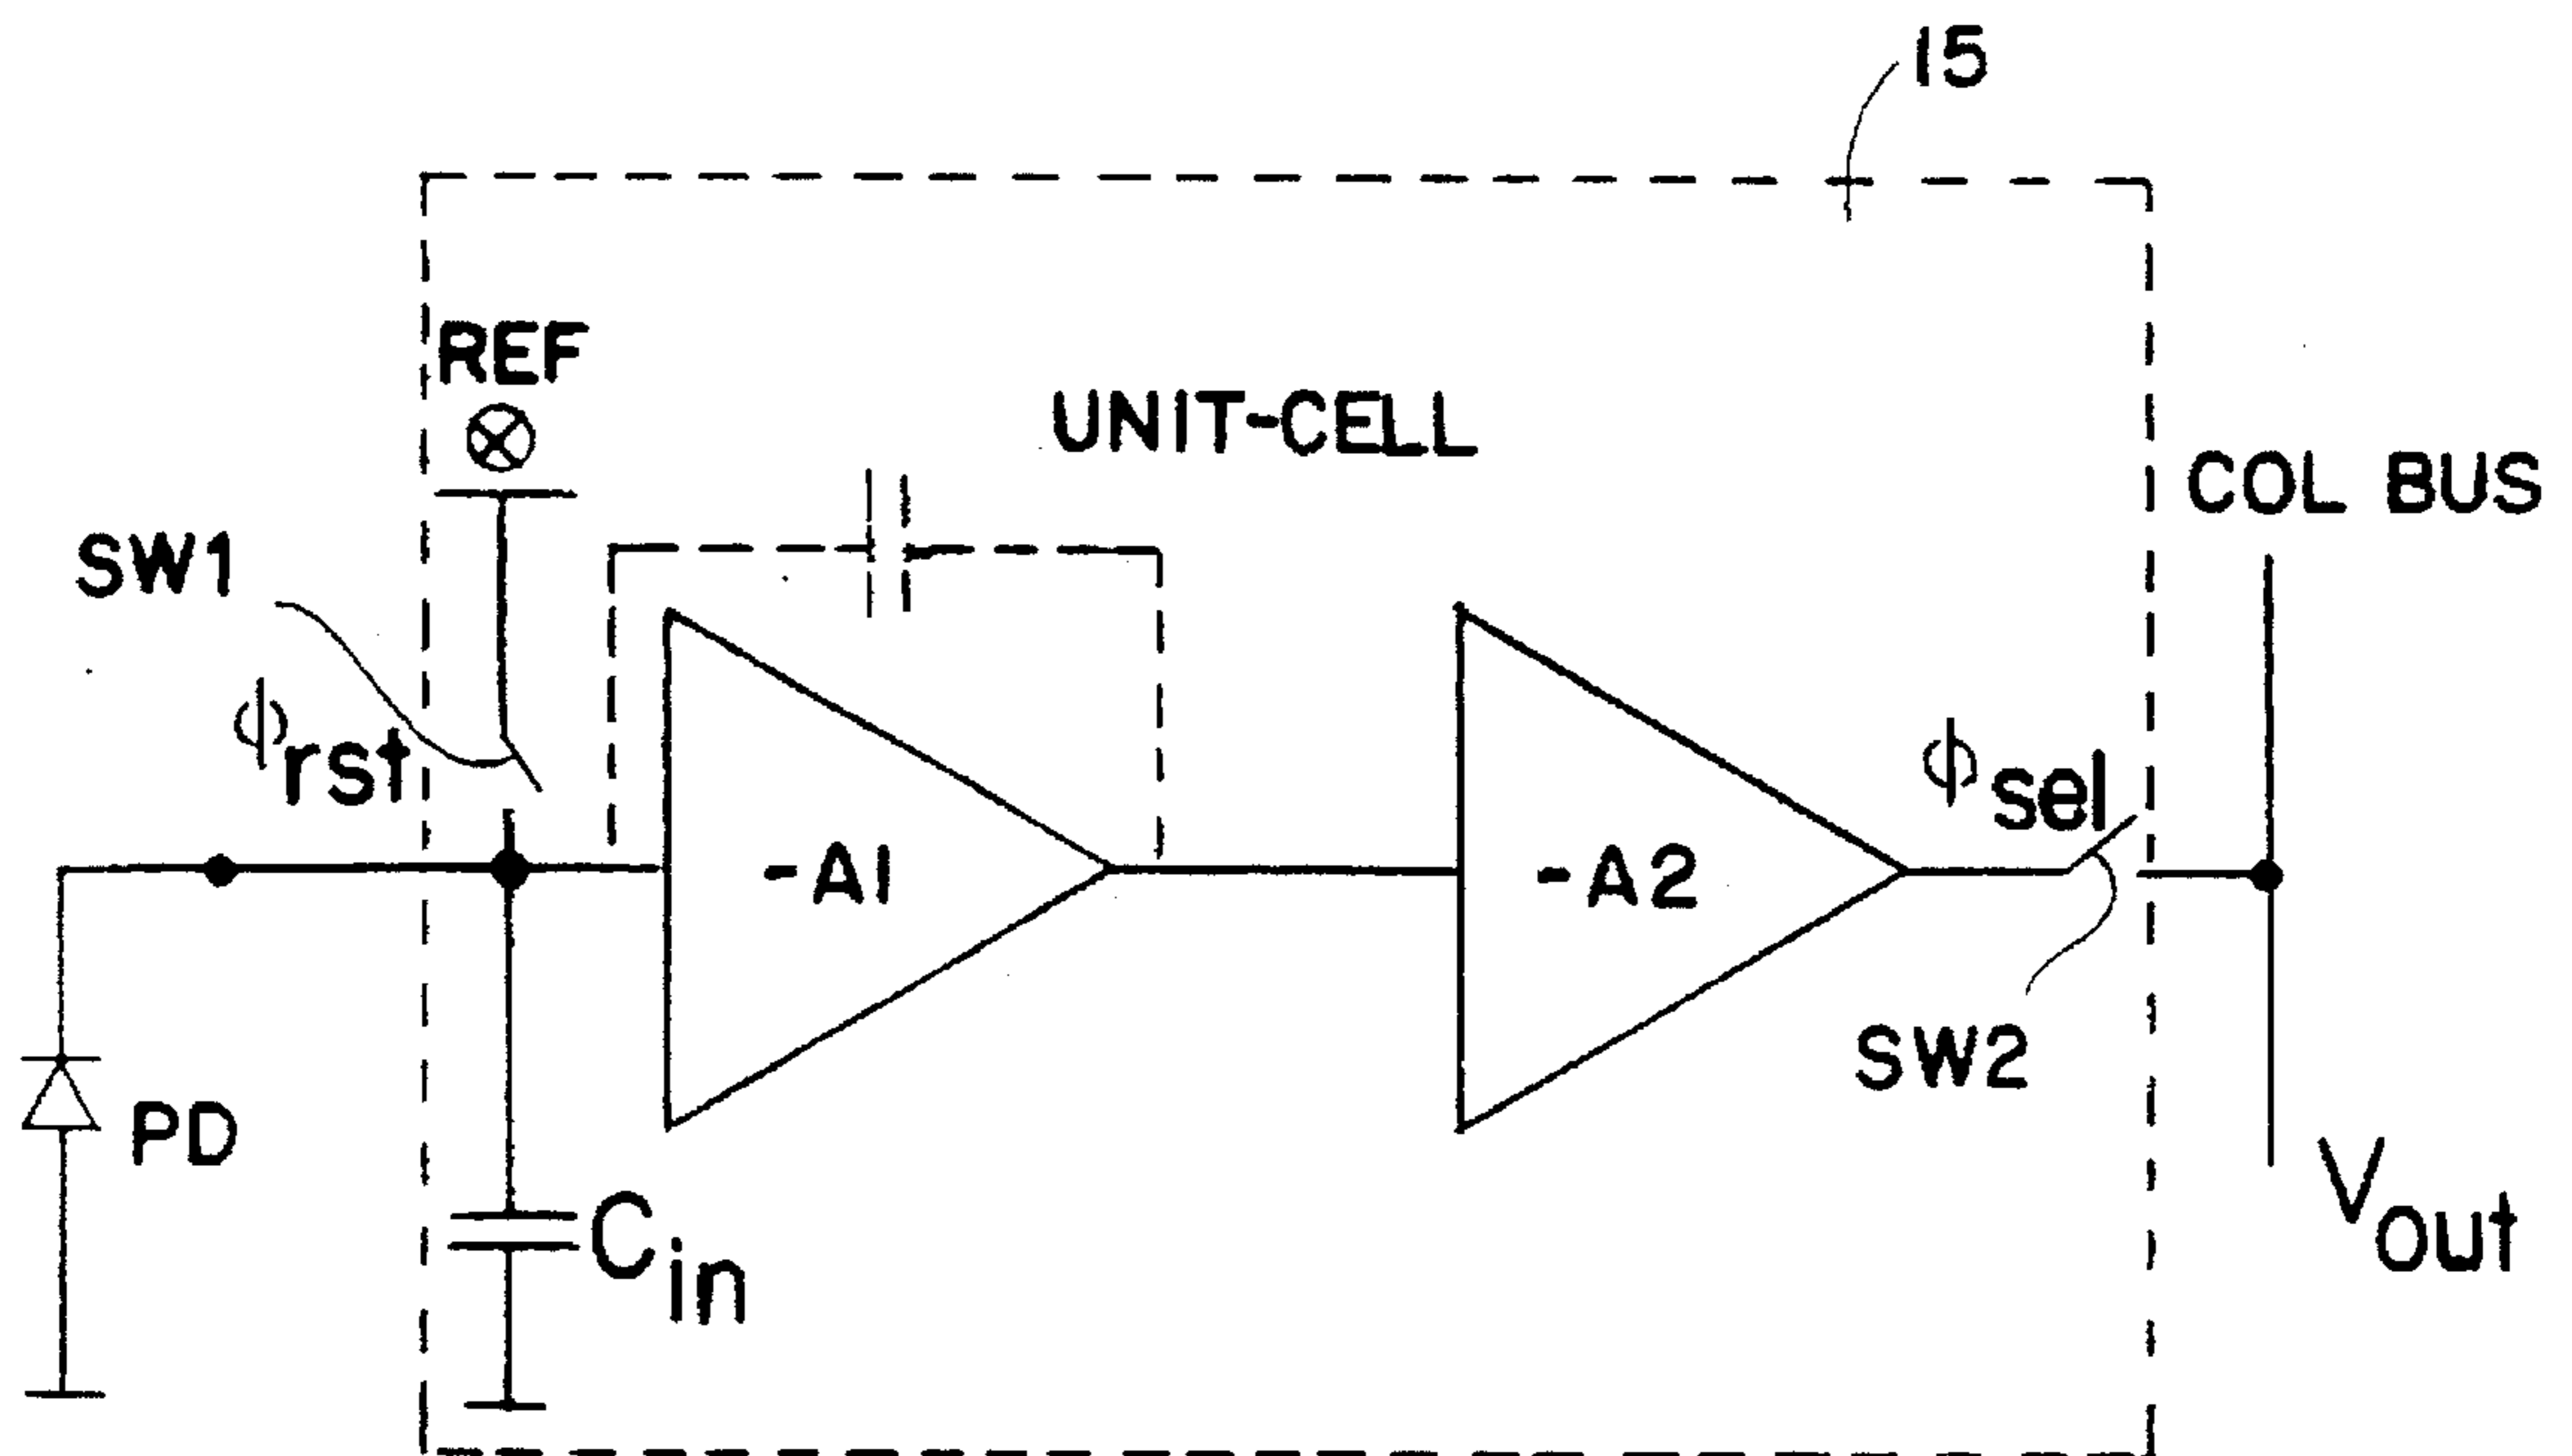 15
REF
UNIT-CELL
COL BUS
SW1
ϕrst
ϕsel
-A1
-A2
SW2
PD
Cin
Vout